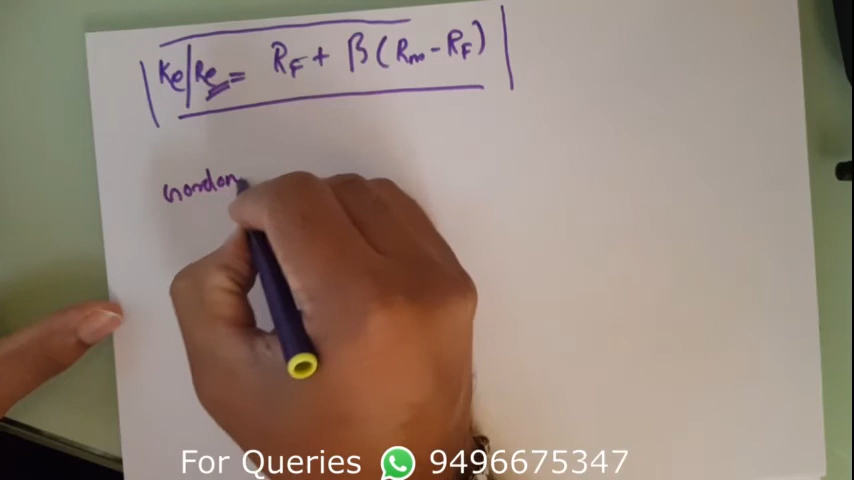 Ke/Re = RF + β(Rm - RF)
Gordon
For Queries 9496675347